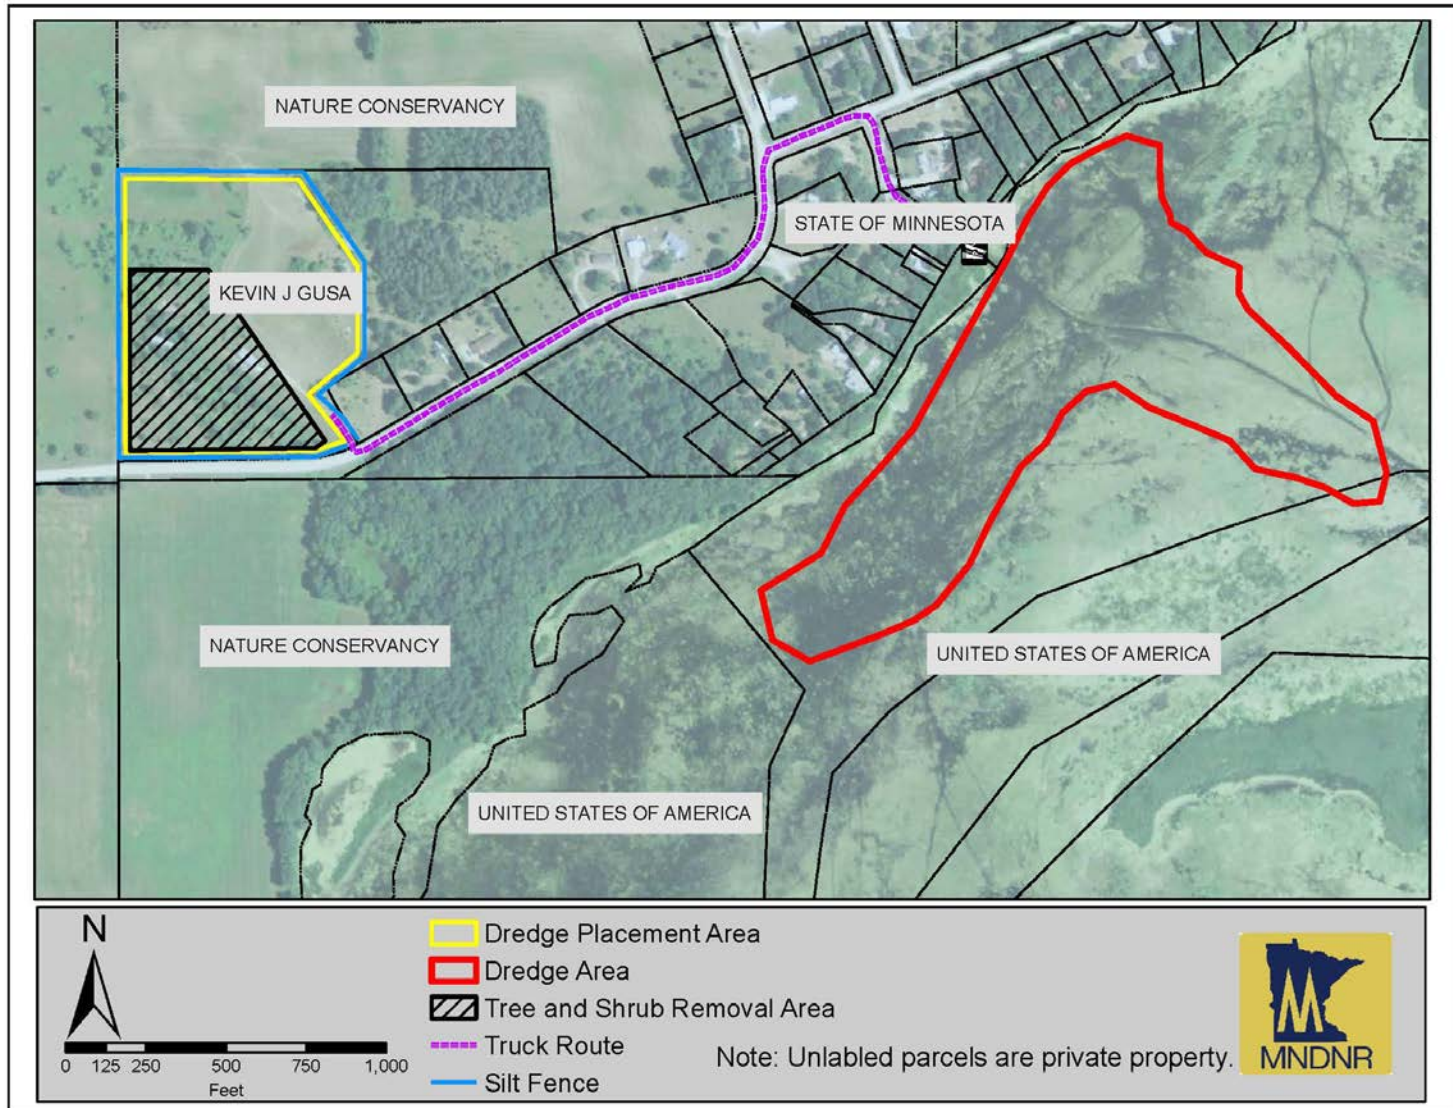 NATURE CONSERVANCY
STATE OF MINNESOTA
KEVIN J GUSA
NATURE CONSERVANCY
UNITED STATES OF AMERICA
UNITED STATES OF AMERICA
N
0 125 250 500 750 1,000
Feet
Dredge Placement Area
Dredge Area
Tree and Shrub Removal Area
Truck Route
Silt Fence
Note: Unlabled parcels are private property.
MNDNR